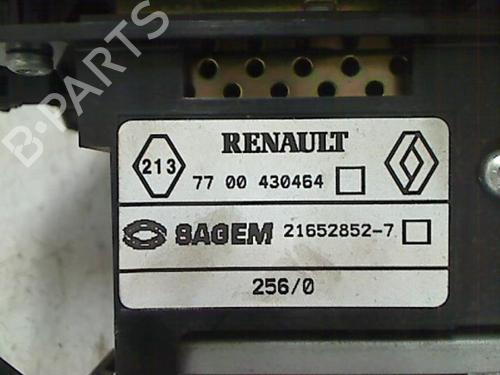 RENAULT
213
77 00 430464
SAGEM 21652852-7
256/0
B-PARTS